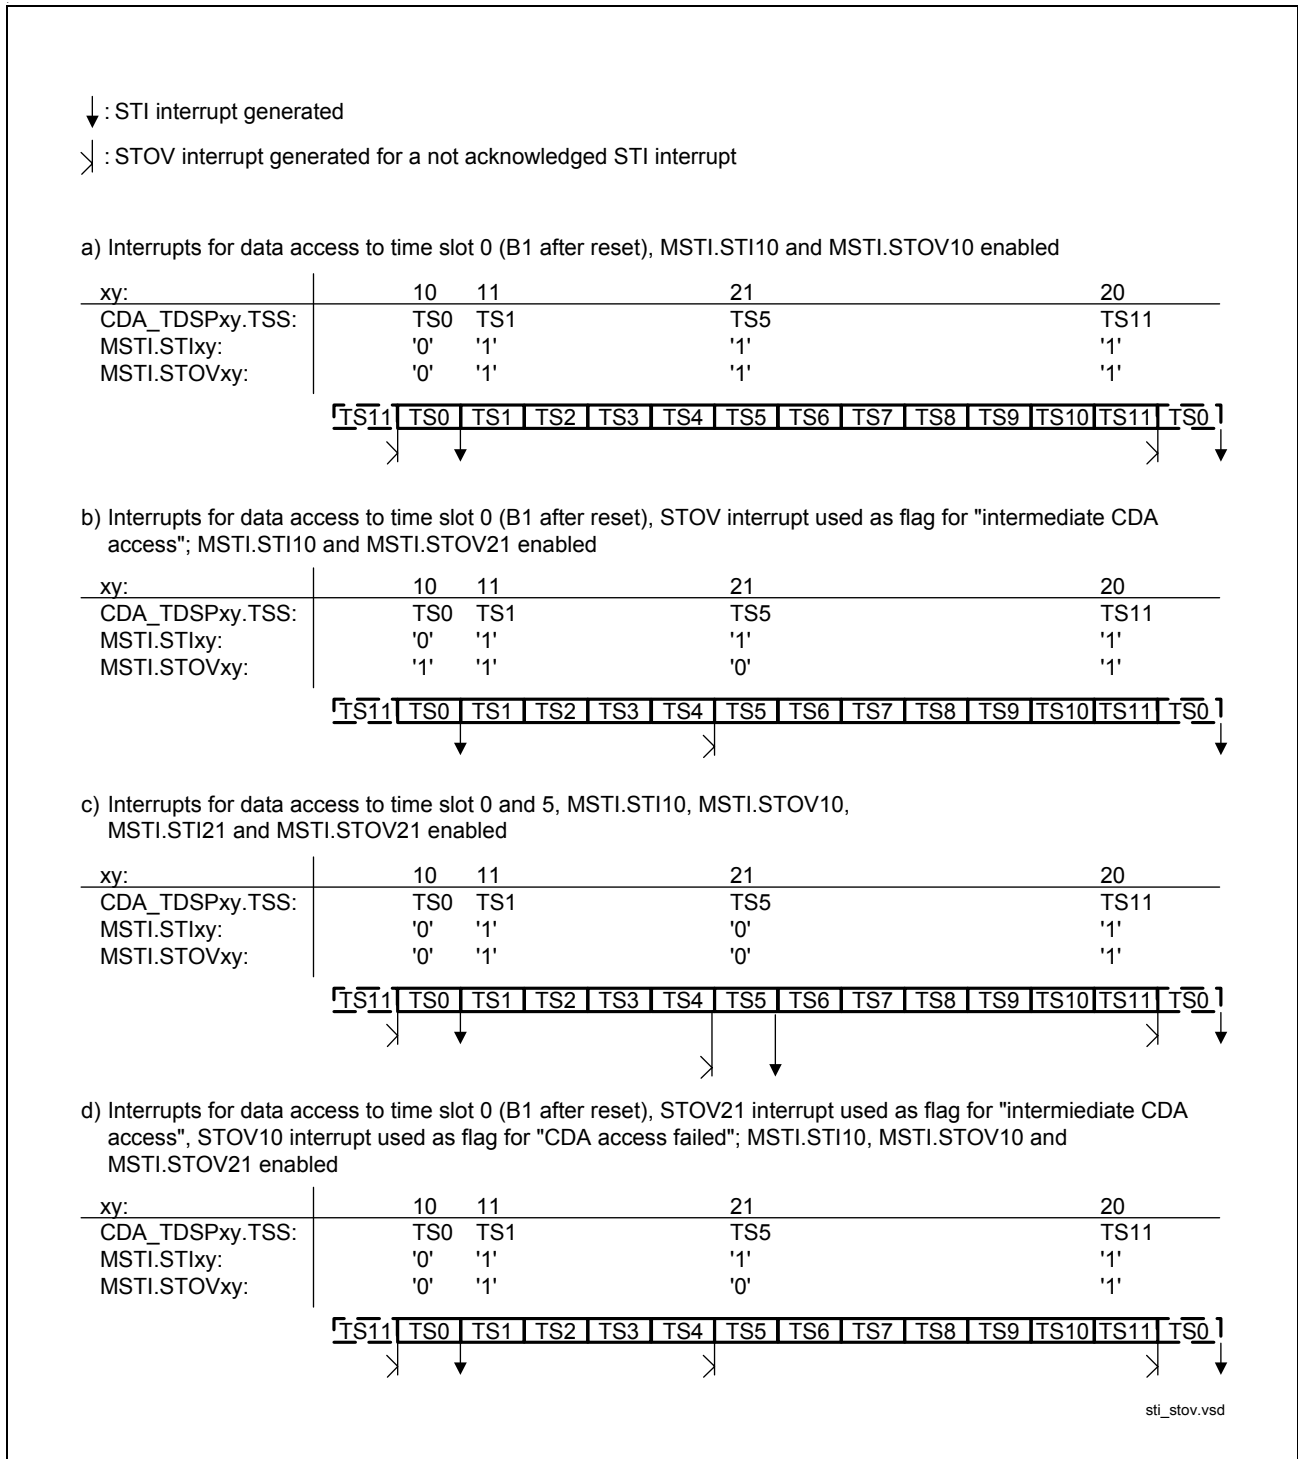 : STI interrupt generated
: STOV interrupt generated for a not acknowledged STI interrupt
a) Interrupts for data access to time slot 0 (B1 after reset), MSTI.STI10 and MSTI.STOV10 enabled
xy: 10 11 21 20
CDA_TDSPxy.TSS: TS0 TS1 TS5 TS11
MSTI.STIxy: '0' '1' '1' '1'
MSTI.STOVxy: '0' '1' '1' '1'
TS11 TS0 TS1 TS2 TS3 TS4 TS5 TS6 TS7 TS8 TS9 TS10 TS11 TS0
b) Interrupts for data access to time slot 0 (B1 after reset), STOV interrupt used as flag for "intermediate CDA
access"; MSTI.STI10 and MSTI.STOV21 enabled
xy: 10 11 21 20
CDA_TDSPxy.TSS: TS0 TS1 TS5 TS11
MSTI.STIxy: '0' '1' '1' '1'
MSTI.STOVxy: '1' '1' '0' '1'
TS11 TS0 TS1 TS2 TS3 TS4 TS5 TS6 TS7 TS8 TS9 TS10 TS11 TS0
c) Interrupts for data access to time slot 0 and 5, MSTI.STI10, MSTI.STOV10,
MSTI.STI21 and MSTI.STOV21 enabled
xy: 10 11 21 20
CDA_TDSPxy.TSS: TS0 TS1 TS5 TS11
MSTI.STIxy: '0' '1' '0' '1'
MSTI.STOVxy: '0' '1' '0' '1'
TS11 TS0 TS1 TS2 TS3 TS4 TS5 TS6 TS7 TS8 TS9 TS10 TS11 TS0
d) Interrupts for data access to time slot 0 (B1 after reset), STOV21 interrupt used as flag for "intermiediate CDA
access", STOV10 interrupt used as flag for "CDA access failed"; MSTI.STI10, MSTI.STOV10 and
MSTI.STOV21 enabled
xy: 10 11 21 20
CDA_TDSPxy.TSS: TS0 TS1 TS5 TS11
MSTI.STIxy: '0' '1' '1' '1'
MSTI.STOVxy: '0' '1' '0' '1'
TS11 TS0 TS1 TS2 TS3 TS4 TS5 TS6 TS7 TS8 TS9 TS10 TS11 TS0
sti_stov.vsd